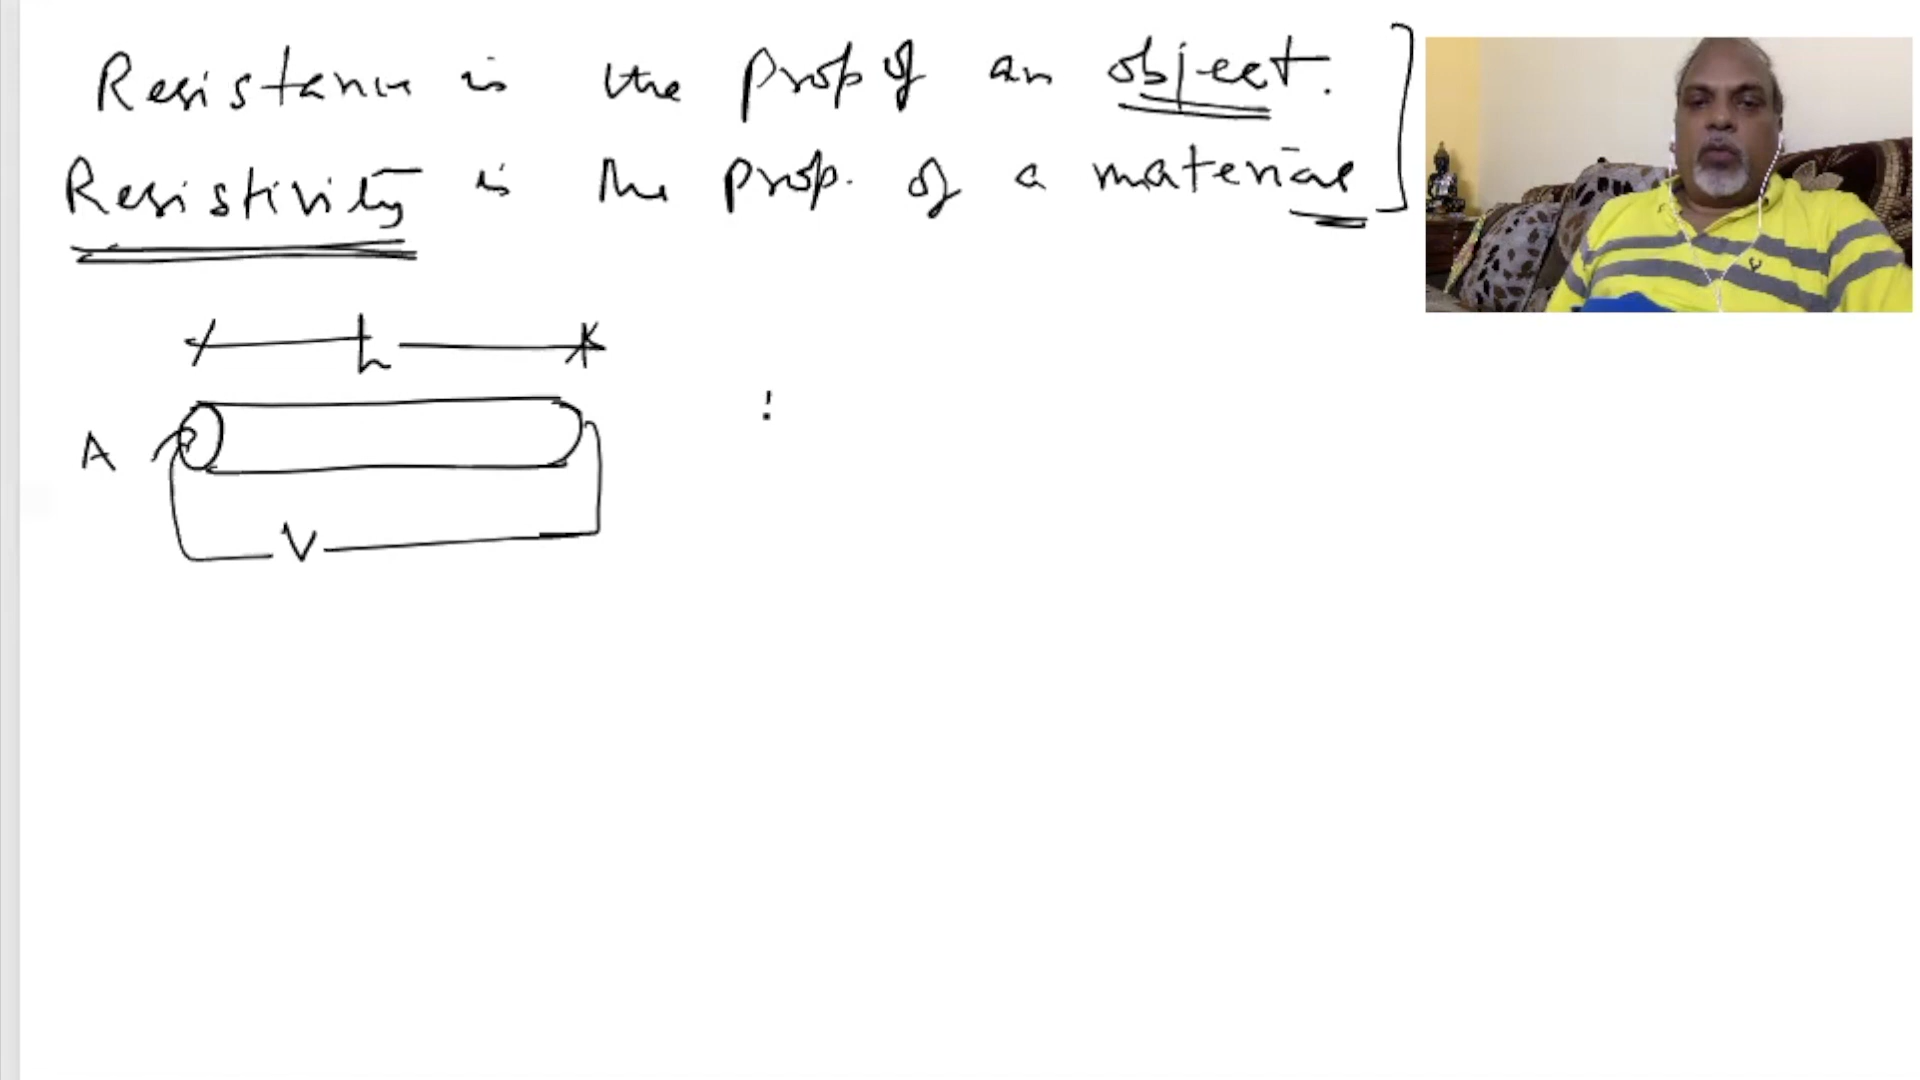 Resistance is the prop of an object.
Resistivity is the prop. of a material
L
A
V